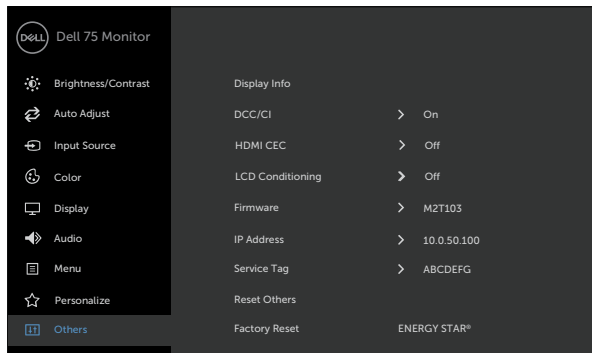 DELL Dell 75 Monitor
Brightness/Contrast Display Info
Auto Adjust DCC/CI On
Input Source HDMI CEC Off
Color LCD Conditioning Off
Display Firmware M2T103
Audio IP Address 10.0.50.100
Menu Service Tag ABCDEFG
Personalize Reset Others
Others Factory Reset ENERGY STAR®